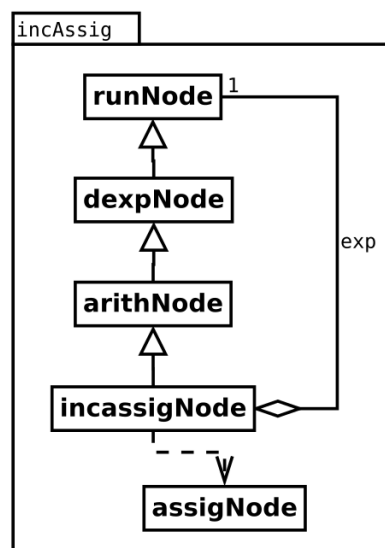 incAssig
runNode
1
dexpNode
exp
arithNode
incassigNode
assigNode